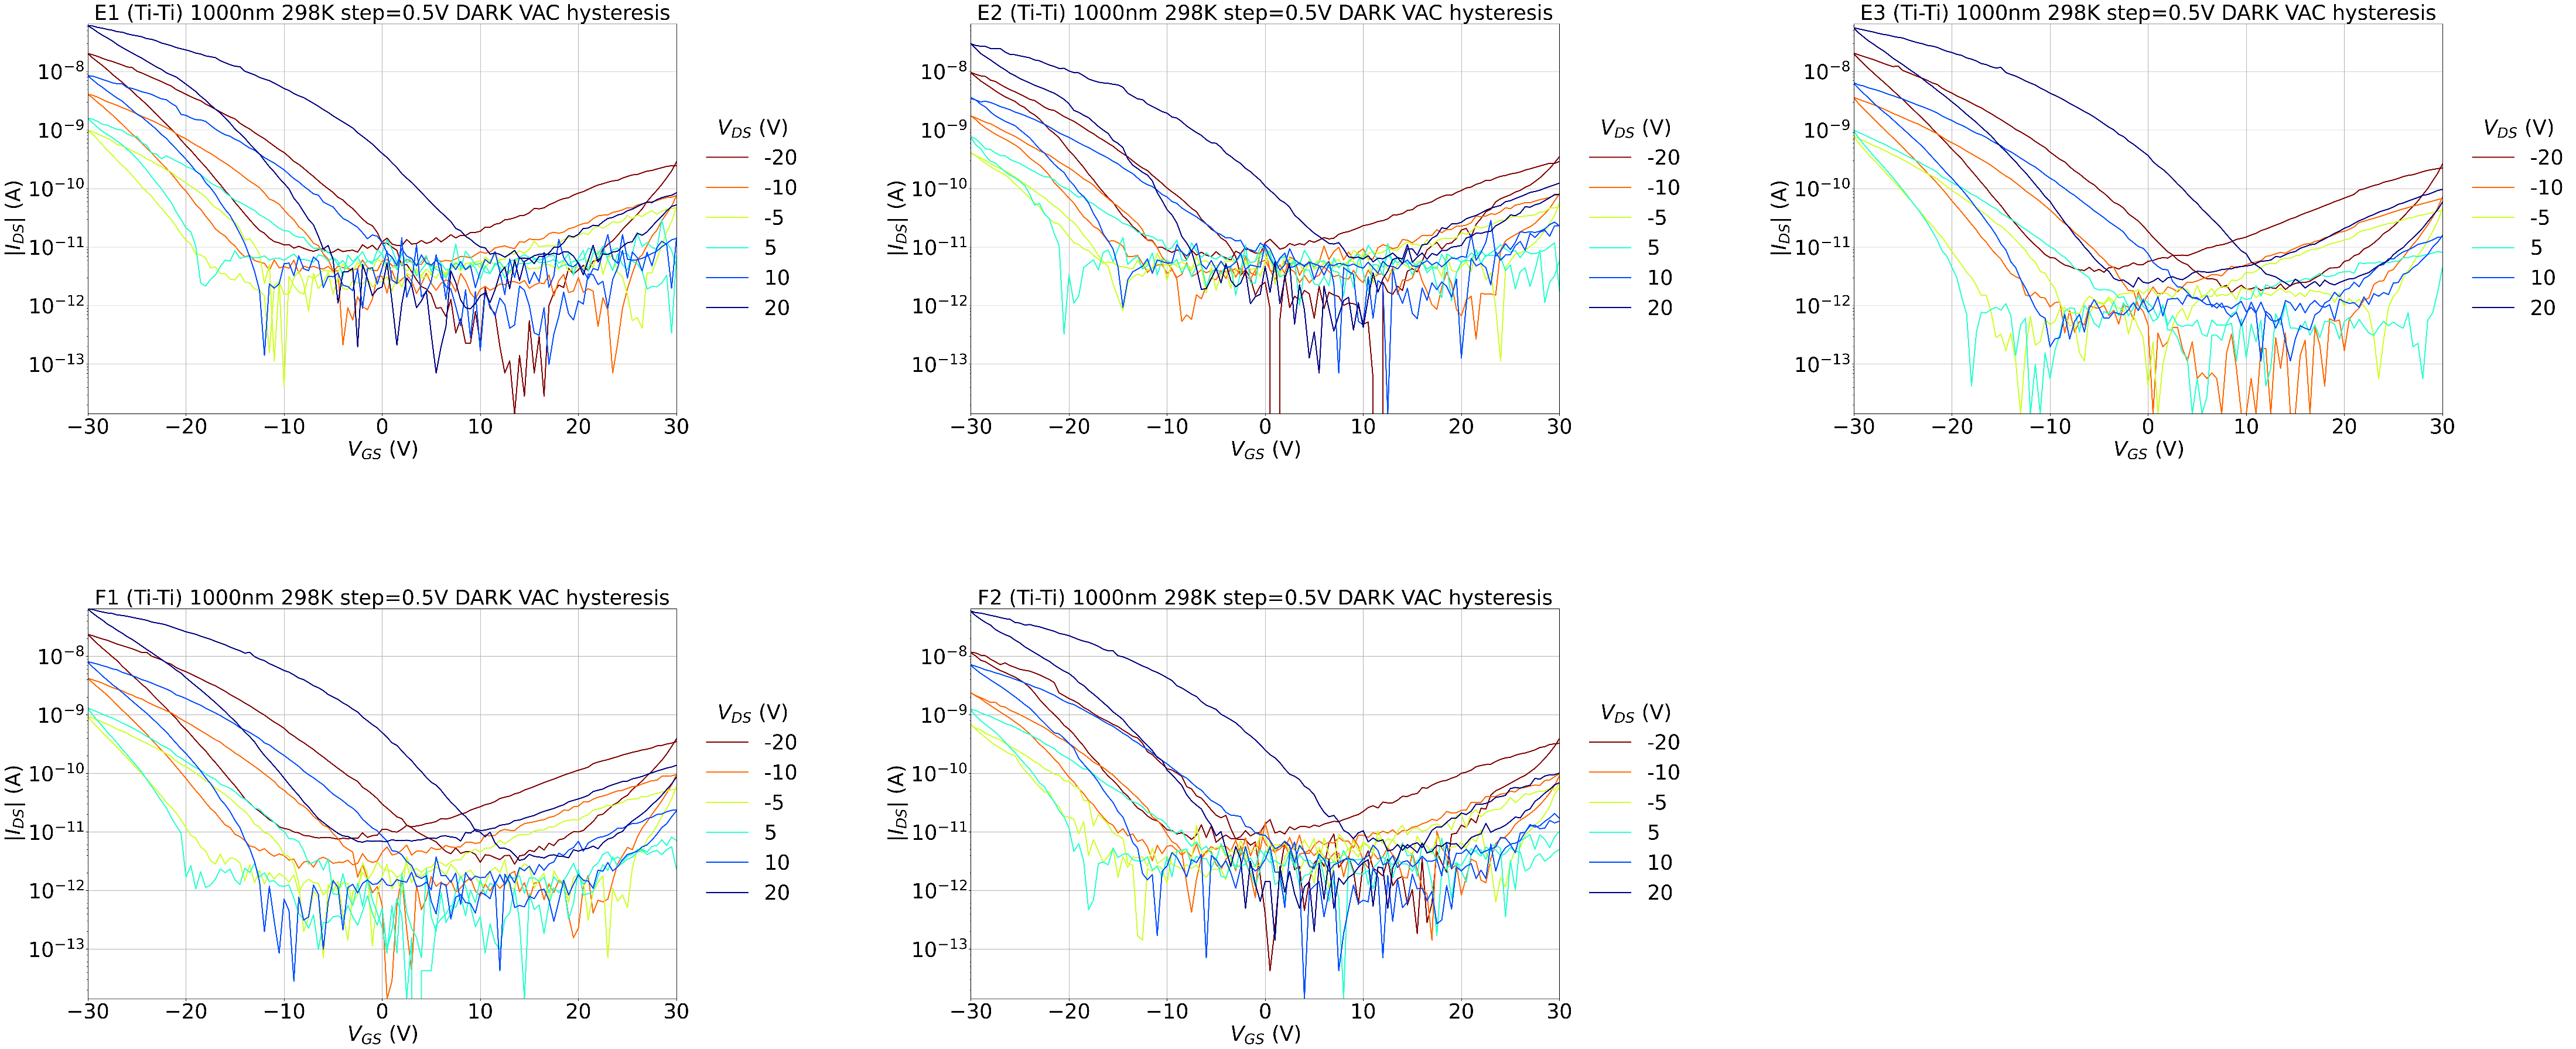 E1 (Ti-Ti) 1000nm 298K step=0.5V DARK VAC hysteresis
|I_DS| (A)
10⁻⁸
10⁻⁹
10⁻¹⁰
10⁻¹¹
10⁻¹²
10⁻¹³
−30 −20 −10 0 10 20 30
V_GS (V)
V_DS (V)
-20
-10
-5
5
10
20
E2 (Ti-Ti) 1000nm 298K step=0.5V DARK VAC hysteresis
|I_DS| (A)
10⁻⁸
10⁻⁹
10⁻¹⁰
10⁻¹¹
10⁻¹²
10⁻¹³
−30 −20 −10 0 10 20 30
V_GS (V)
V_DS (V)
-20
-10
-5
5
10
20
E3 (Ti-Ti) 1000nm 298K step=0.5V DARK VAC hysteresis
|I_DS| (A)
10⁻⁸
10⁻⁹
10⁻¹⁰
10⁻¹¹
10⁻¹²
10⁻¹³
−30 −20 −10 0 10 20 30
V_GS (V)
V_DS (V)
-20
-10
-5
5
10
20
F1 (Ti-Ti) 1000nm 298K step=0.5V DARK VAC hysteresis
|I_DS| (A)
10⁻⁸
10⁻⁹
10⁻¹⁰
10⁻¹¹
10⁻¹²
10⁻¹³
−30 −20 −10 0 10 20 30
V_GS (V)
V_DS (V)
-20
-10
-5
5
10
20
F2 (Ti-Ti) 1000nm 298K step=0.5V DARK VAC hysteresis
|I_DS| (A)
10⁻⁸
10⁻⁹
10⁻¹⁰
10⁻¹¹
10⁻¹²
10⁻¹³
−30 −20 −10 0 10 20 30
V_GS (V)
V_DS (V)
-20
-10
-5
5
10
20